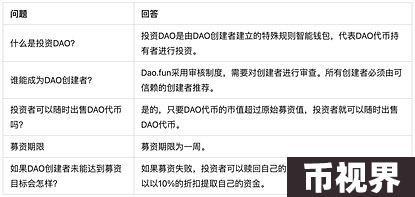 问题
回答
什么是投资DAO?
投资DAO是由DAO创建者建立的特殊规则智能钱包，代表DAO代币持
有者进行投资。
谁能成为DAO创建者?
Dao.fun采用审核制度，需要对创建者进行审查。所有创建者必须由可
信赖的创建者推荐。
投资者可以随时出售DAO代币
吗?
是的，只要DAO代币的市值超过原始募资值，投资者就可以随时出售
DAO代币。
募资期限
募资期限为一周。
如果DAO创建者未能达到募资
目标会怎样?
如果募资失败，投资者可以赎回自己的
以以10%的折扣提取自己的资金。
币视界